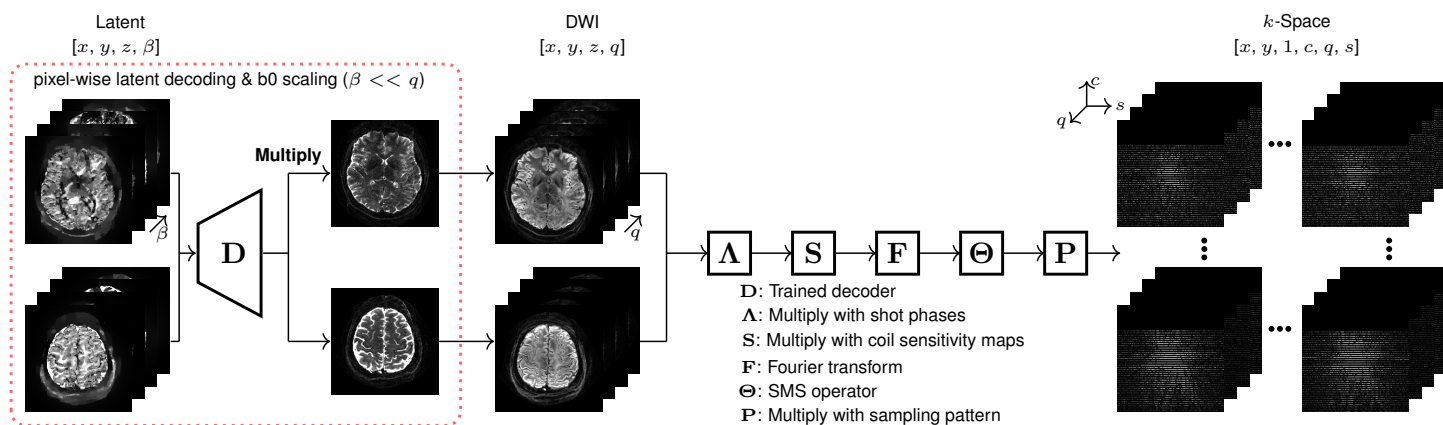 Latent
[x, y, z, β]
DWI
[x, y, z, q]
k-Space
[x, y, 1, c, q, s]
pixel-wise latent decoding & b0 scaling (β << q)
c
s
q
Multiply
β
q
D
Λ
S
F
Θ
P
D: Trained decoder
Λ: Multiply with shot phases
S: Multiply with coil sensitivity maps
F: Fourier transform
Θ: SMS operator
P: Multiply with sampling pattern